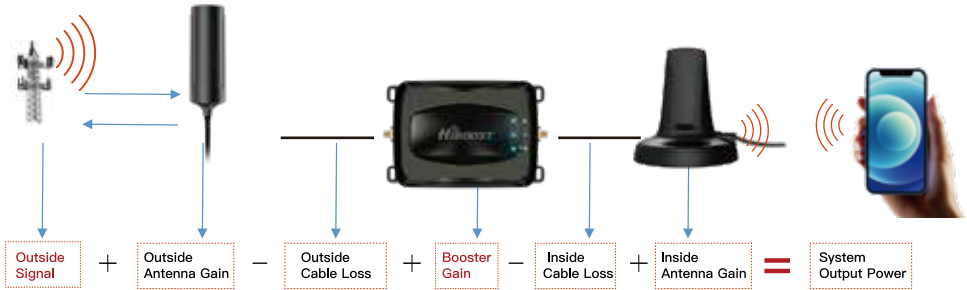 HiBOOST
Outside
Signal
+
Outside
Antenna Gain
−
Outside
Cable Loss
+
Booster
Gain
−
Inside
Cable Loss
+
Inside
Antenna Gain
=
System
Output Power